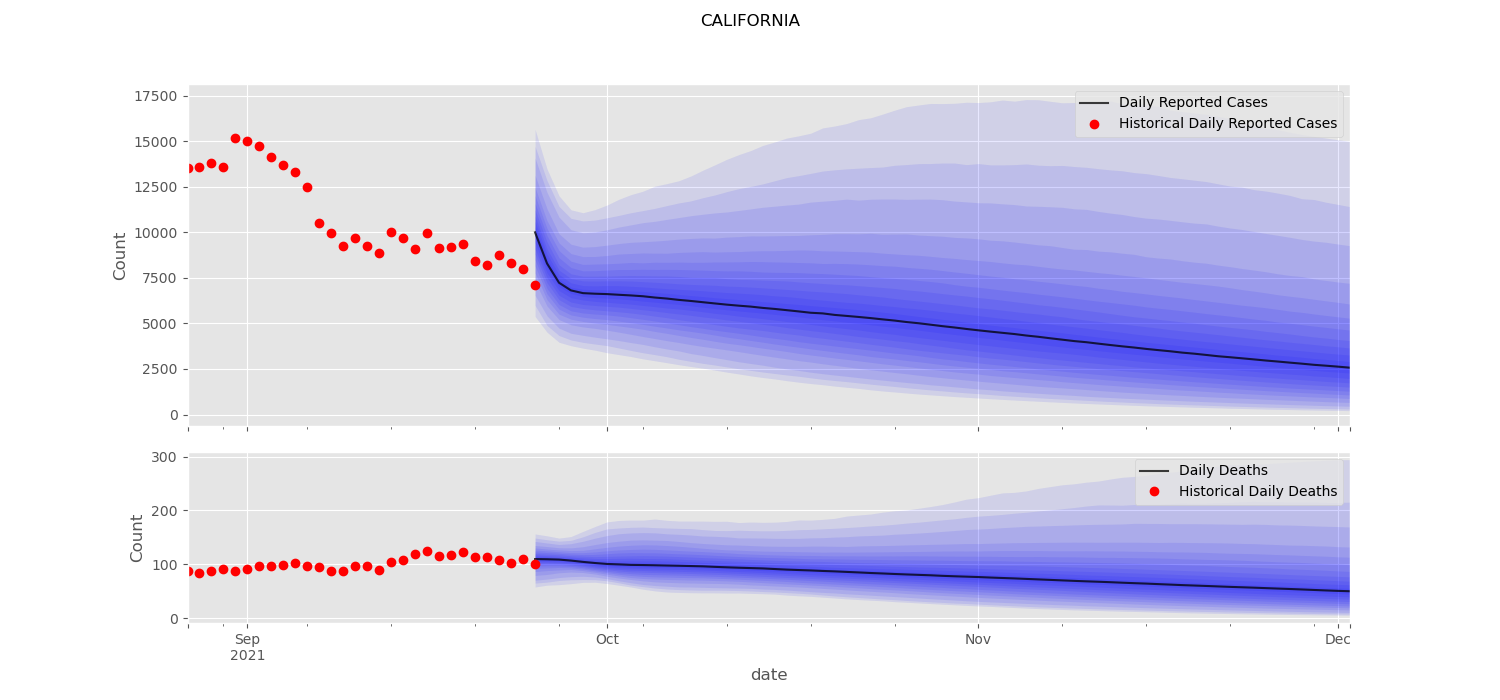 CALIFORNIA
17500
15000
12500
10000
7500
5000
2500
0
Count
Daily Reported Cases
Historical Daily Reported Cases
300
200
100
0
Count
Daily Deaths
Historical Daily Deaths
Sep
2021
Oct
Nov
Dec
date